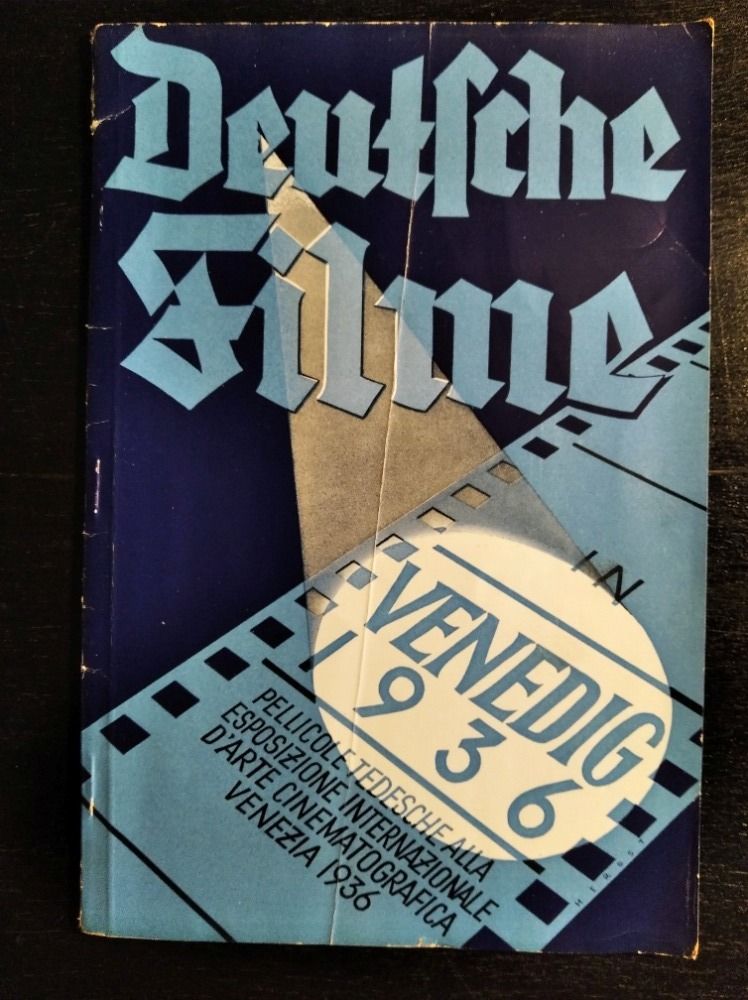 Deutſche
Filme
IN
VENEDIG
1936
PELLICOLE TEDESCHE ALLA
ESPOSIZIONE INTERNAZIONALE
D'ARTE CINEMATOGRAFICA
VENEZIA 1936